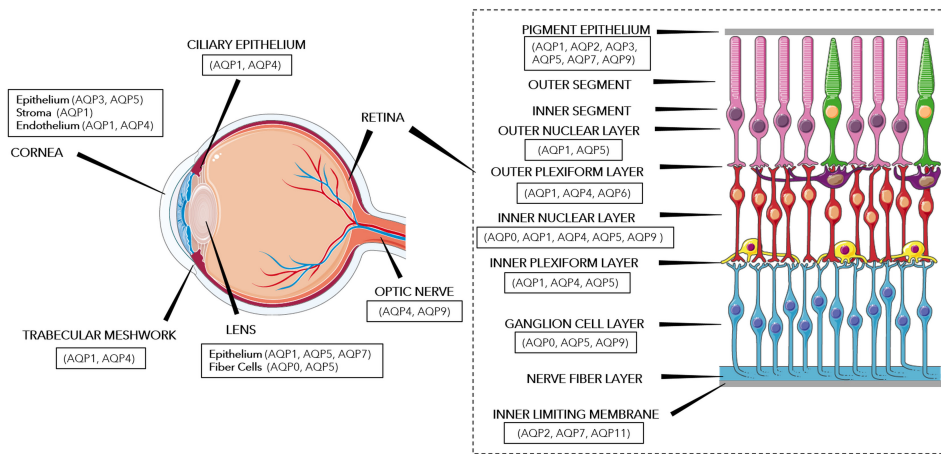 CILIARY EPITHELIUM
(AQP1, AQP4)
Epithelium (AQP3, AQP5)
Stroma (AQP1)
Endothelium (AQP1, AQP4)
CORNEA
RETINA
OPTIC NERVE
(AQP4, AQP9)
TRABECULAR MESHWORK
(AQP1, AQP4)
LENS
Epithelium (AQP1, AQP5, AQP7)
Fiber Cells (AQP0, AQP5)
PIGMENT EPITHELIUM
(AQP1, AQP2, AQP3,
AQP5, AQP7, AQP9)
OUTER SEGMENT
INNER SEGMENT
OUTER NUCLEAR LAYER
(AQP1, AQP5)
OUTER PLEXIFORM LAYER
(AQP1, AQP4, AQP6)
INNER NUCLEAR LAYER
(AQP0, AQP1, AQP4, AQP5, AQP9 )
INNER PLEXIFORM LAYER
(AQP1, AQP4, AQP5)
GANGLION CELL LAYER
(AQP0, AQP5, AQP9)
NERVE FIBER LAYER
INNER LIMITING MEMBRANE
(AQP2, AQP7, AQP11)